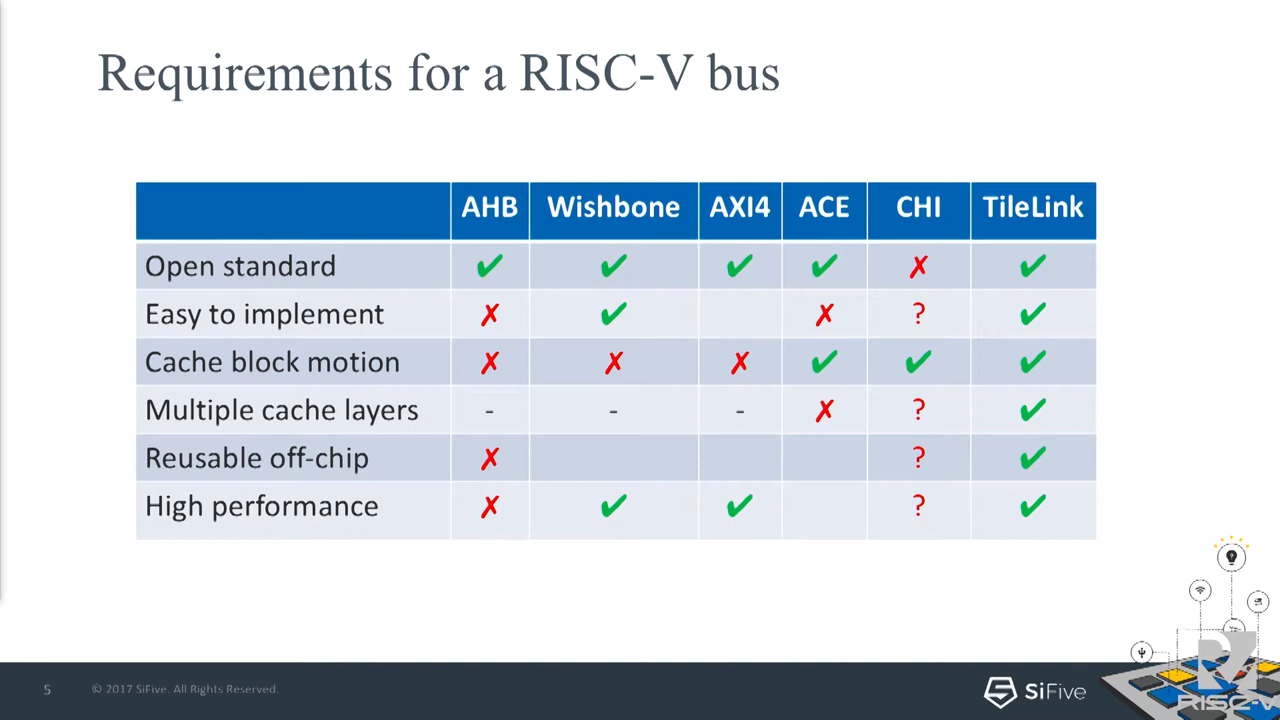 Requirements for a RISC-V bus
AHB Wishbone AXI4 ACE CHI TileLink
Open standard ✔ ✔ ✔ ✔ ✗ ✔
Easy to implement ✗ ✔ ✗ ? ✔
Cache block motion ✗ ✗ ✗ ✔ ✔ ✔
Multiple cache layers - - - ✗ ? ✔
Reusable off-chip ✗ ? ✔
High performance ✗ ✔ ✔ ? ✔
5 © 2017 SiFive. All Rights Reserved.
SiFive
RISC-V